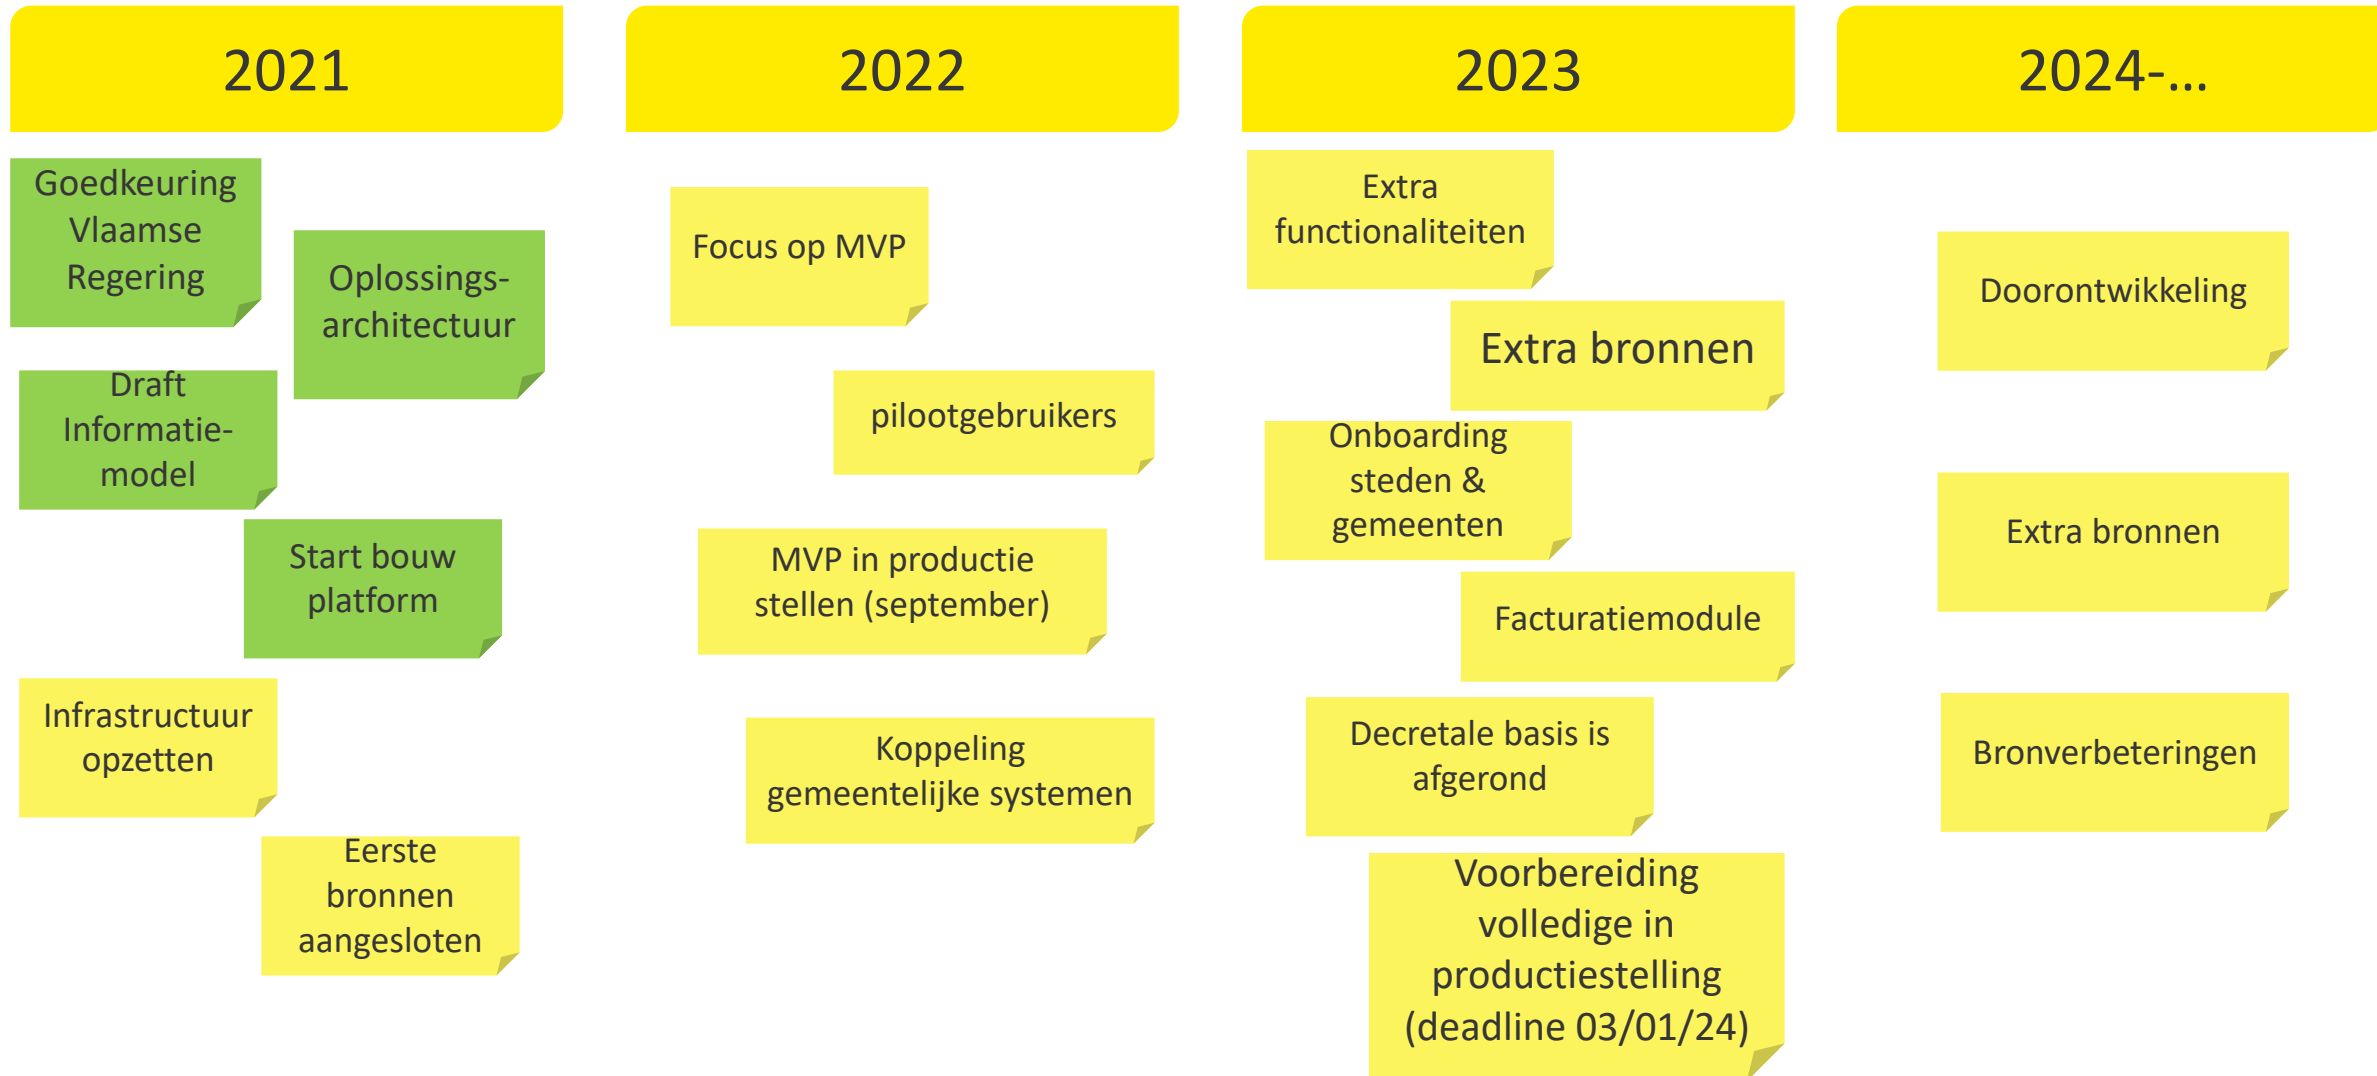 2021
Goedkeuring
Vlaamse
Regering
Oplossings-
architectuur
Draft
Informatie-
model
Start bouw
platform
Infrastructuur
opzetten
Eerste
bronnen
aangesloten
2022
Focus op MVP
pilootgebruikers
MVP in productie
stellen (september)
Koppeling
gemeentelijke systemen
2023
Extra
functionaliteiten
Extra bronnen
Onboarding
steden &
gemeenten
Facturatiemodule
Decretale basis is
afgerond
Voorbereiding
volledige in
productiestelling
(deadline 03/01/24)
2024-...
Doorontwikkeling
Extra bronnen
Bronverbeteringen